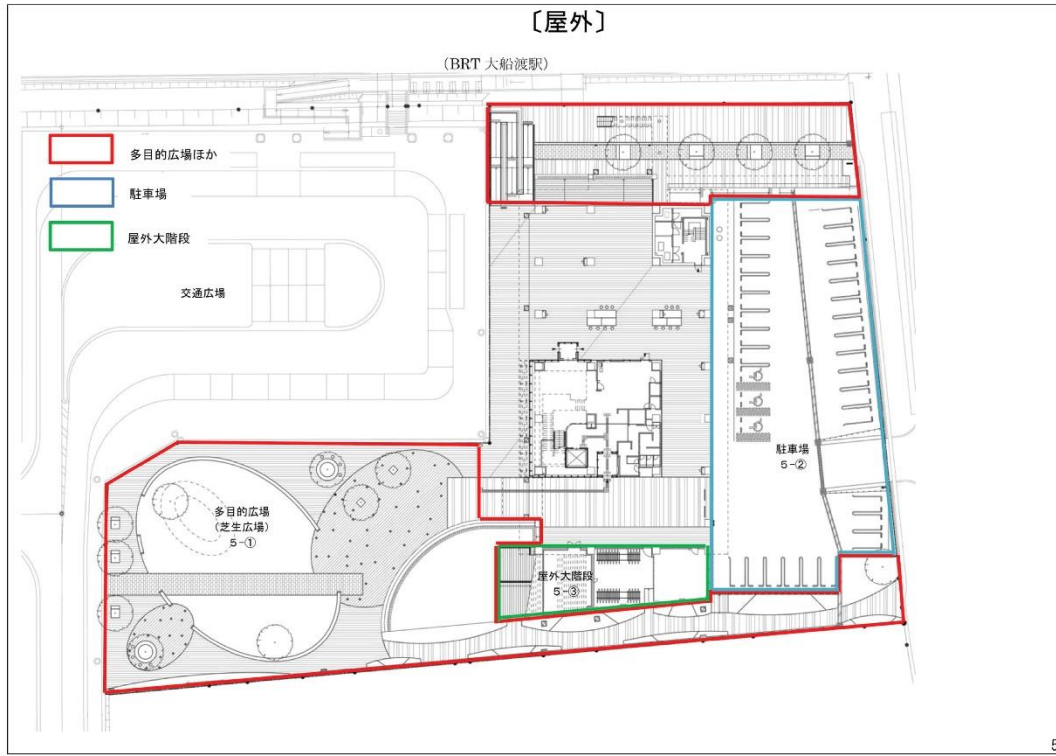 〔屋外〕
(BRT 大船渡駅)
多目的広場ほか
駐車場
屋外大階段
交通広場
駐車場
5-②
多目的広場
(芝生広場)
5-①
屋外大階段
5-③
5